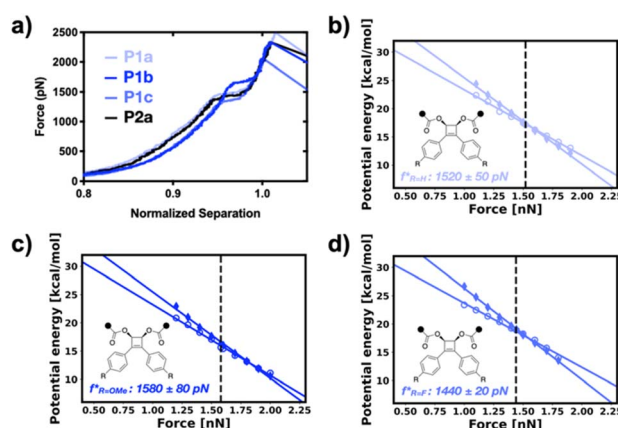 a)
2500
2000
1500
1000
500
0
Force (pN)
P1a
P1b
P1c
P2a
0.8 0.9 1.0
Normalized Separation
b)
30
25
20
15
Potential energy [kcal/mol]
O O
O O
R R
f*R=H: 1520 ± 50 pN
0.50 0.75 1.00 1.25 1.50 1.75 2.00 2.25
Force [nN]
c)
30
25
20
15
10
Potential energy [kcal/mol]
O O
O O
R R
f*R=OMe: 1580 ± 80 pN
0.50 0.75 1.00 1.25 1.50 1.75 2.00 2.25
Force [nN]
d)
30
25
20
15
10
Potential energy [kcal/mol]
O O
O O
R R
f*R=F: 1440 ± 20 pN
0.50 0.75 1.00 1.25 1.50 1.75 2.00 2.25
Force [nN]